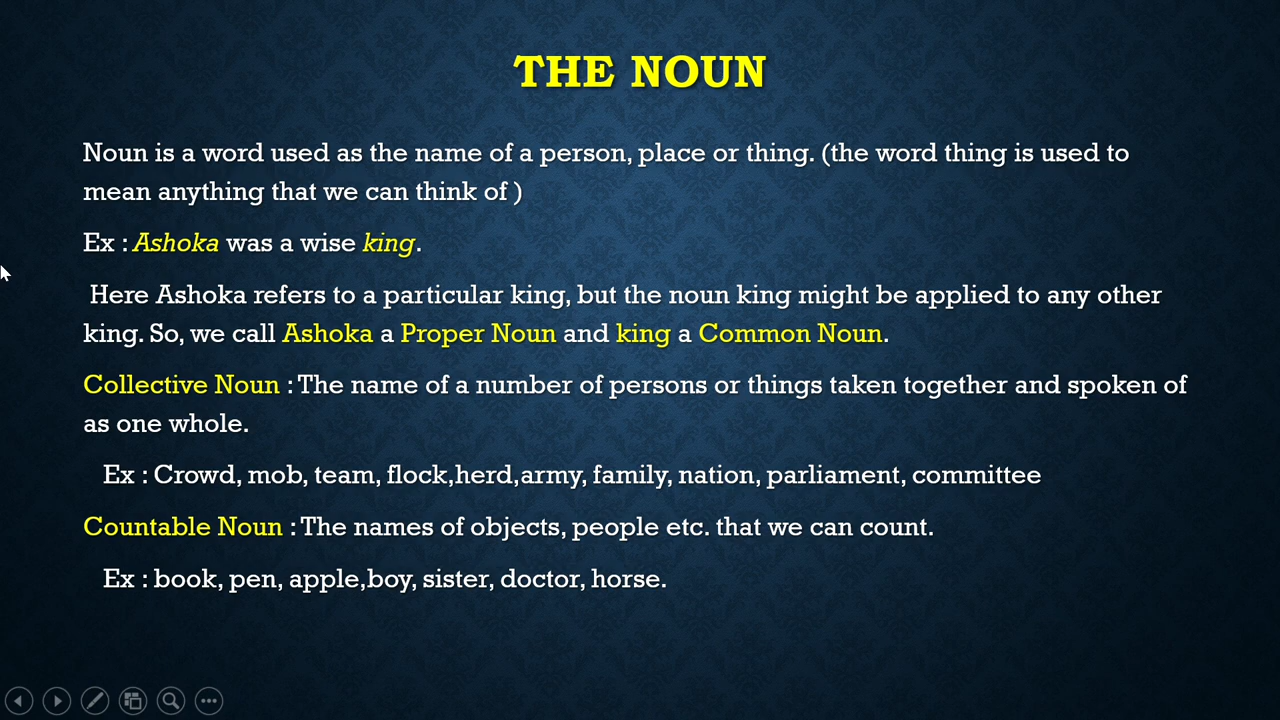 THE NOUN
Noun is a word used as the name of a person, place or thing. (the word thing is used to
mean anything that we can think of )
Ex : Ashoka was a wise king.
Here Ashoka refers to a particular king, but the noun king might be applied to any other
king. So, we call Ashoka a Proper Noun and king a Common Noun.
Collective Noun : The name of a number of persons or things taken together and spoken of
as one whole.
Ex : Crowd, mob, team, flock,herd,army, family, nation, parliament, committee
Countable Noun : The names of objects, people etc. that we can count.
Ex : book, pen, apple,boy, sister, doctor, horse.